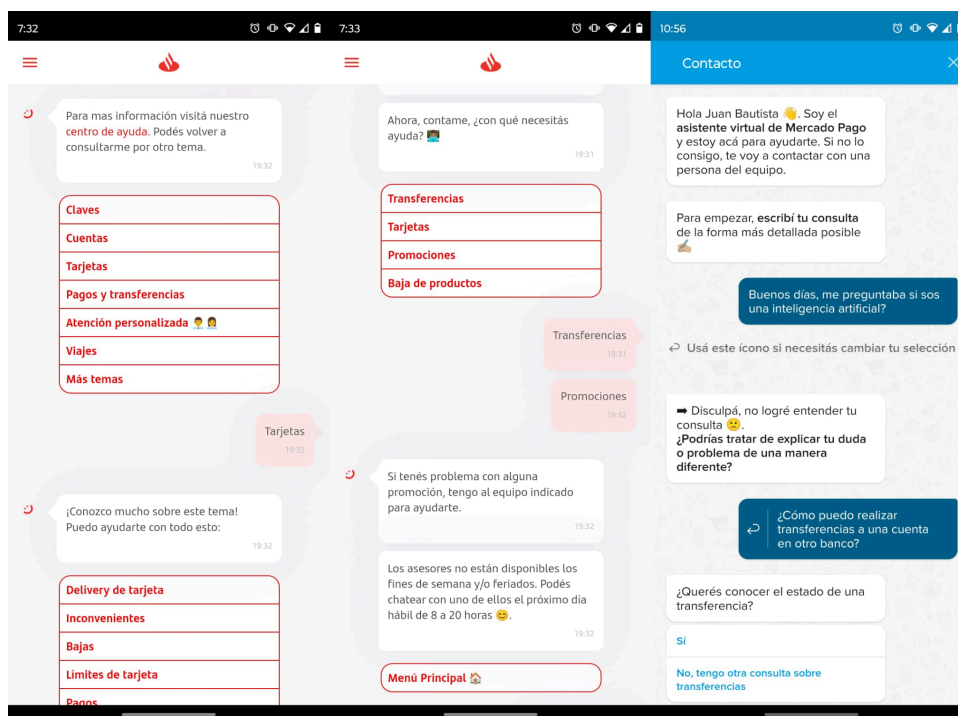 7:32
Para mas información visitá nuestro
centro de ayuda. Podés volver a
consultarme por otro tema.
19:32
Claves
Cuentas
Tarjetas
Pagos y transferencias
Atención personalizada 👨‍💼👩‍💼
Viajes
Más temas
Tarjetas
19:32
¡Conozco mucho sobre este tema!
Puedo ayudarte con todo esto:
19:32
Delivery de tarjeta
Inconvenientes
Bajas
Límites de tarjeta
Pagos
7:33
Ahora, contame, ¿con qué necesitás
ayuda? 👨🏽‍💻
19:31
Transferencias
Tarjetas
Promociones
Baja de productos
Transferencias
19:31
Promociones
19:32
Si tenés problema con alguna
promoción, tengo al equipo indicado
para ayudarte.
19:32
Los asesores no están disponibles los
fines de semana y/o feriados. Podés
chatear con uno de ellos el próximo día
hábil de 8 a 20 horas 😊.
19:32
Menú Principal 🏠
10:56
Contacto
Hola Juan Bautista 👋. Soy el
asistente virtual de Mercado Pago
y estoy acá para ayudarte. Si no lo
consigo, te voy a contactar con una
persona del equipo.
Para empezar, escribí tu consulta
de la forma más detallada posible
✍🏼
Buenos días, me preguntaba si sos
una inteligencia artificial?
Usá este ícono si necesitás cambiar tu selección
➡ Disculpá, no logré entender tu
consulta 🙁.
¿Podrías tratar de explicar tu duda
o problema de una manera
diferente?
¿Cómo puedo realizar
transferencias a una cuenta
en otro banco?
¿Querés conocer el estado de una
transferencia?
Sí
No, tengo otra consulta sobre
transferencias